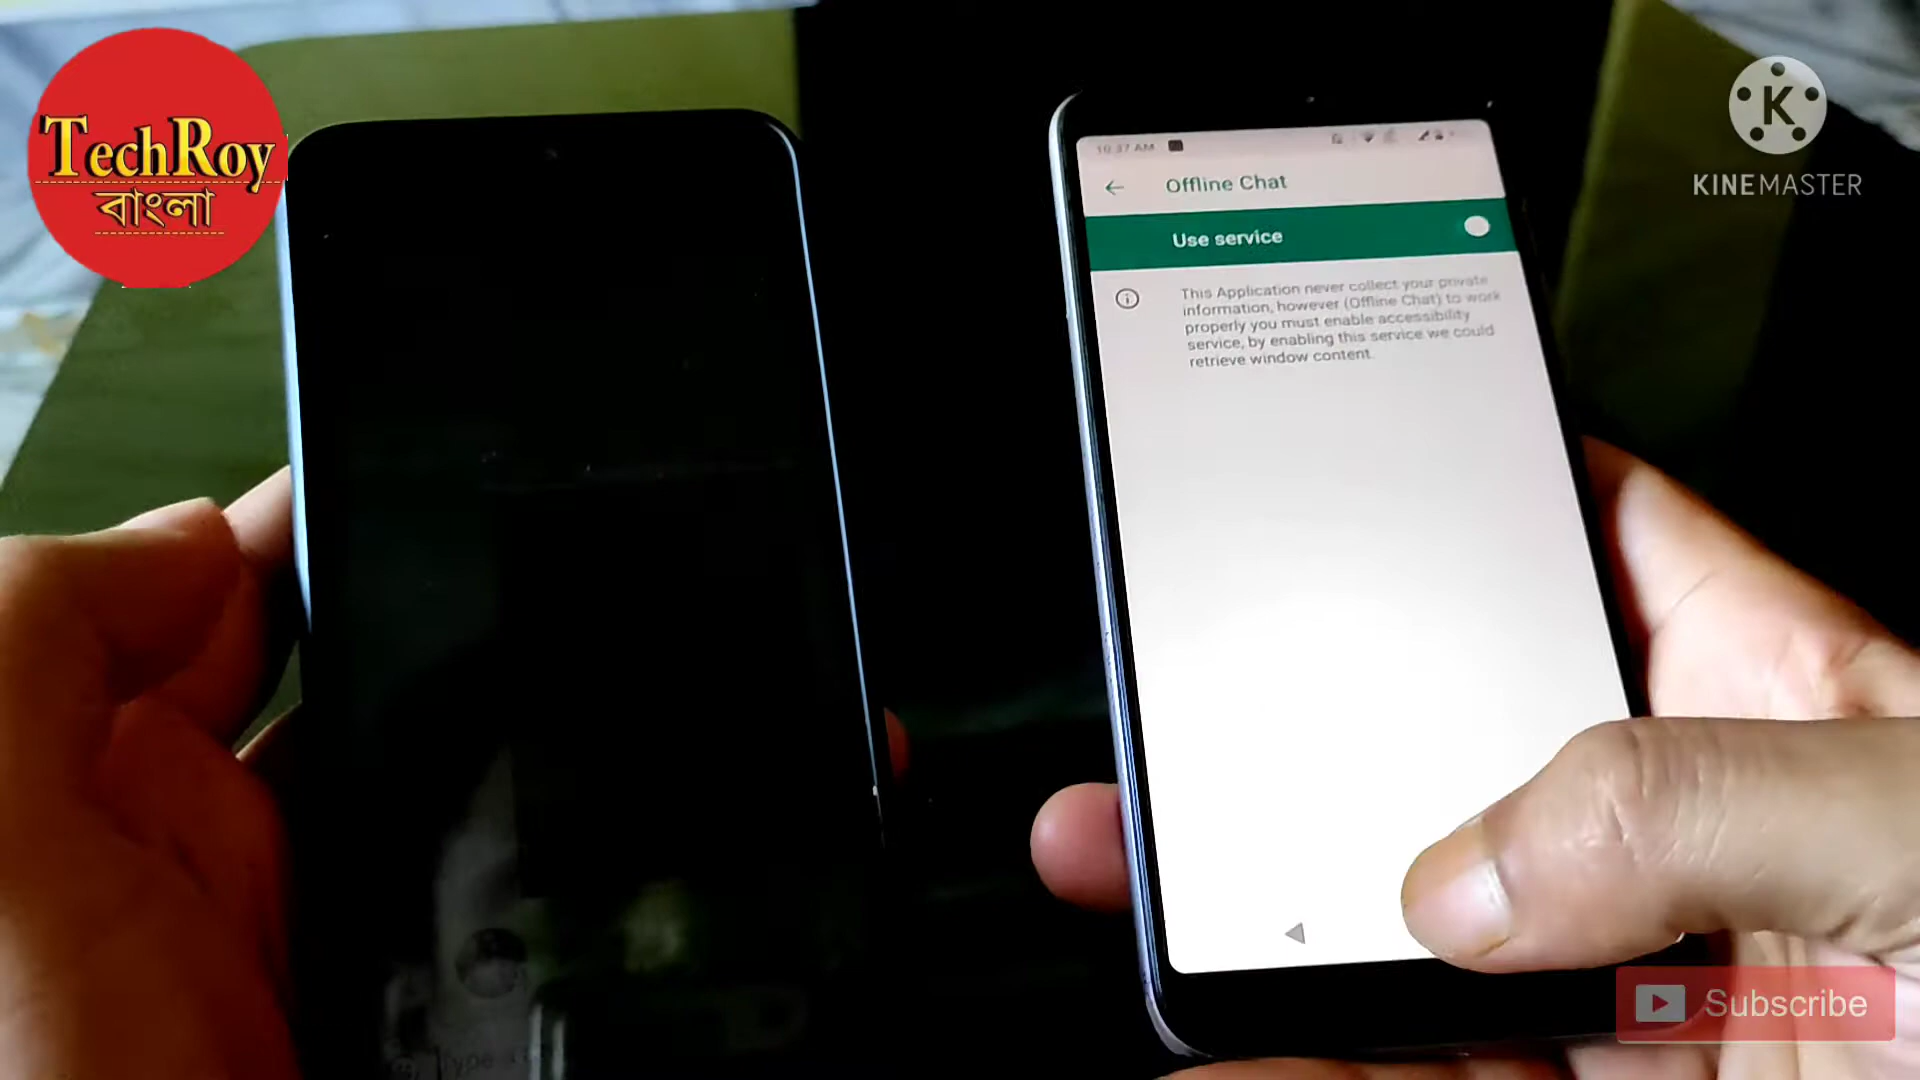 TechRoy
বাংলা
K
KINEMASTER
10:37 AM
Offline Chat
Use service
This Application never collect your private
information, however (Offline Chat) to work
properly you must enable accessibility
service, by enabling this service we could
retrieve window content.
Subscribe
Type a